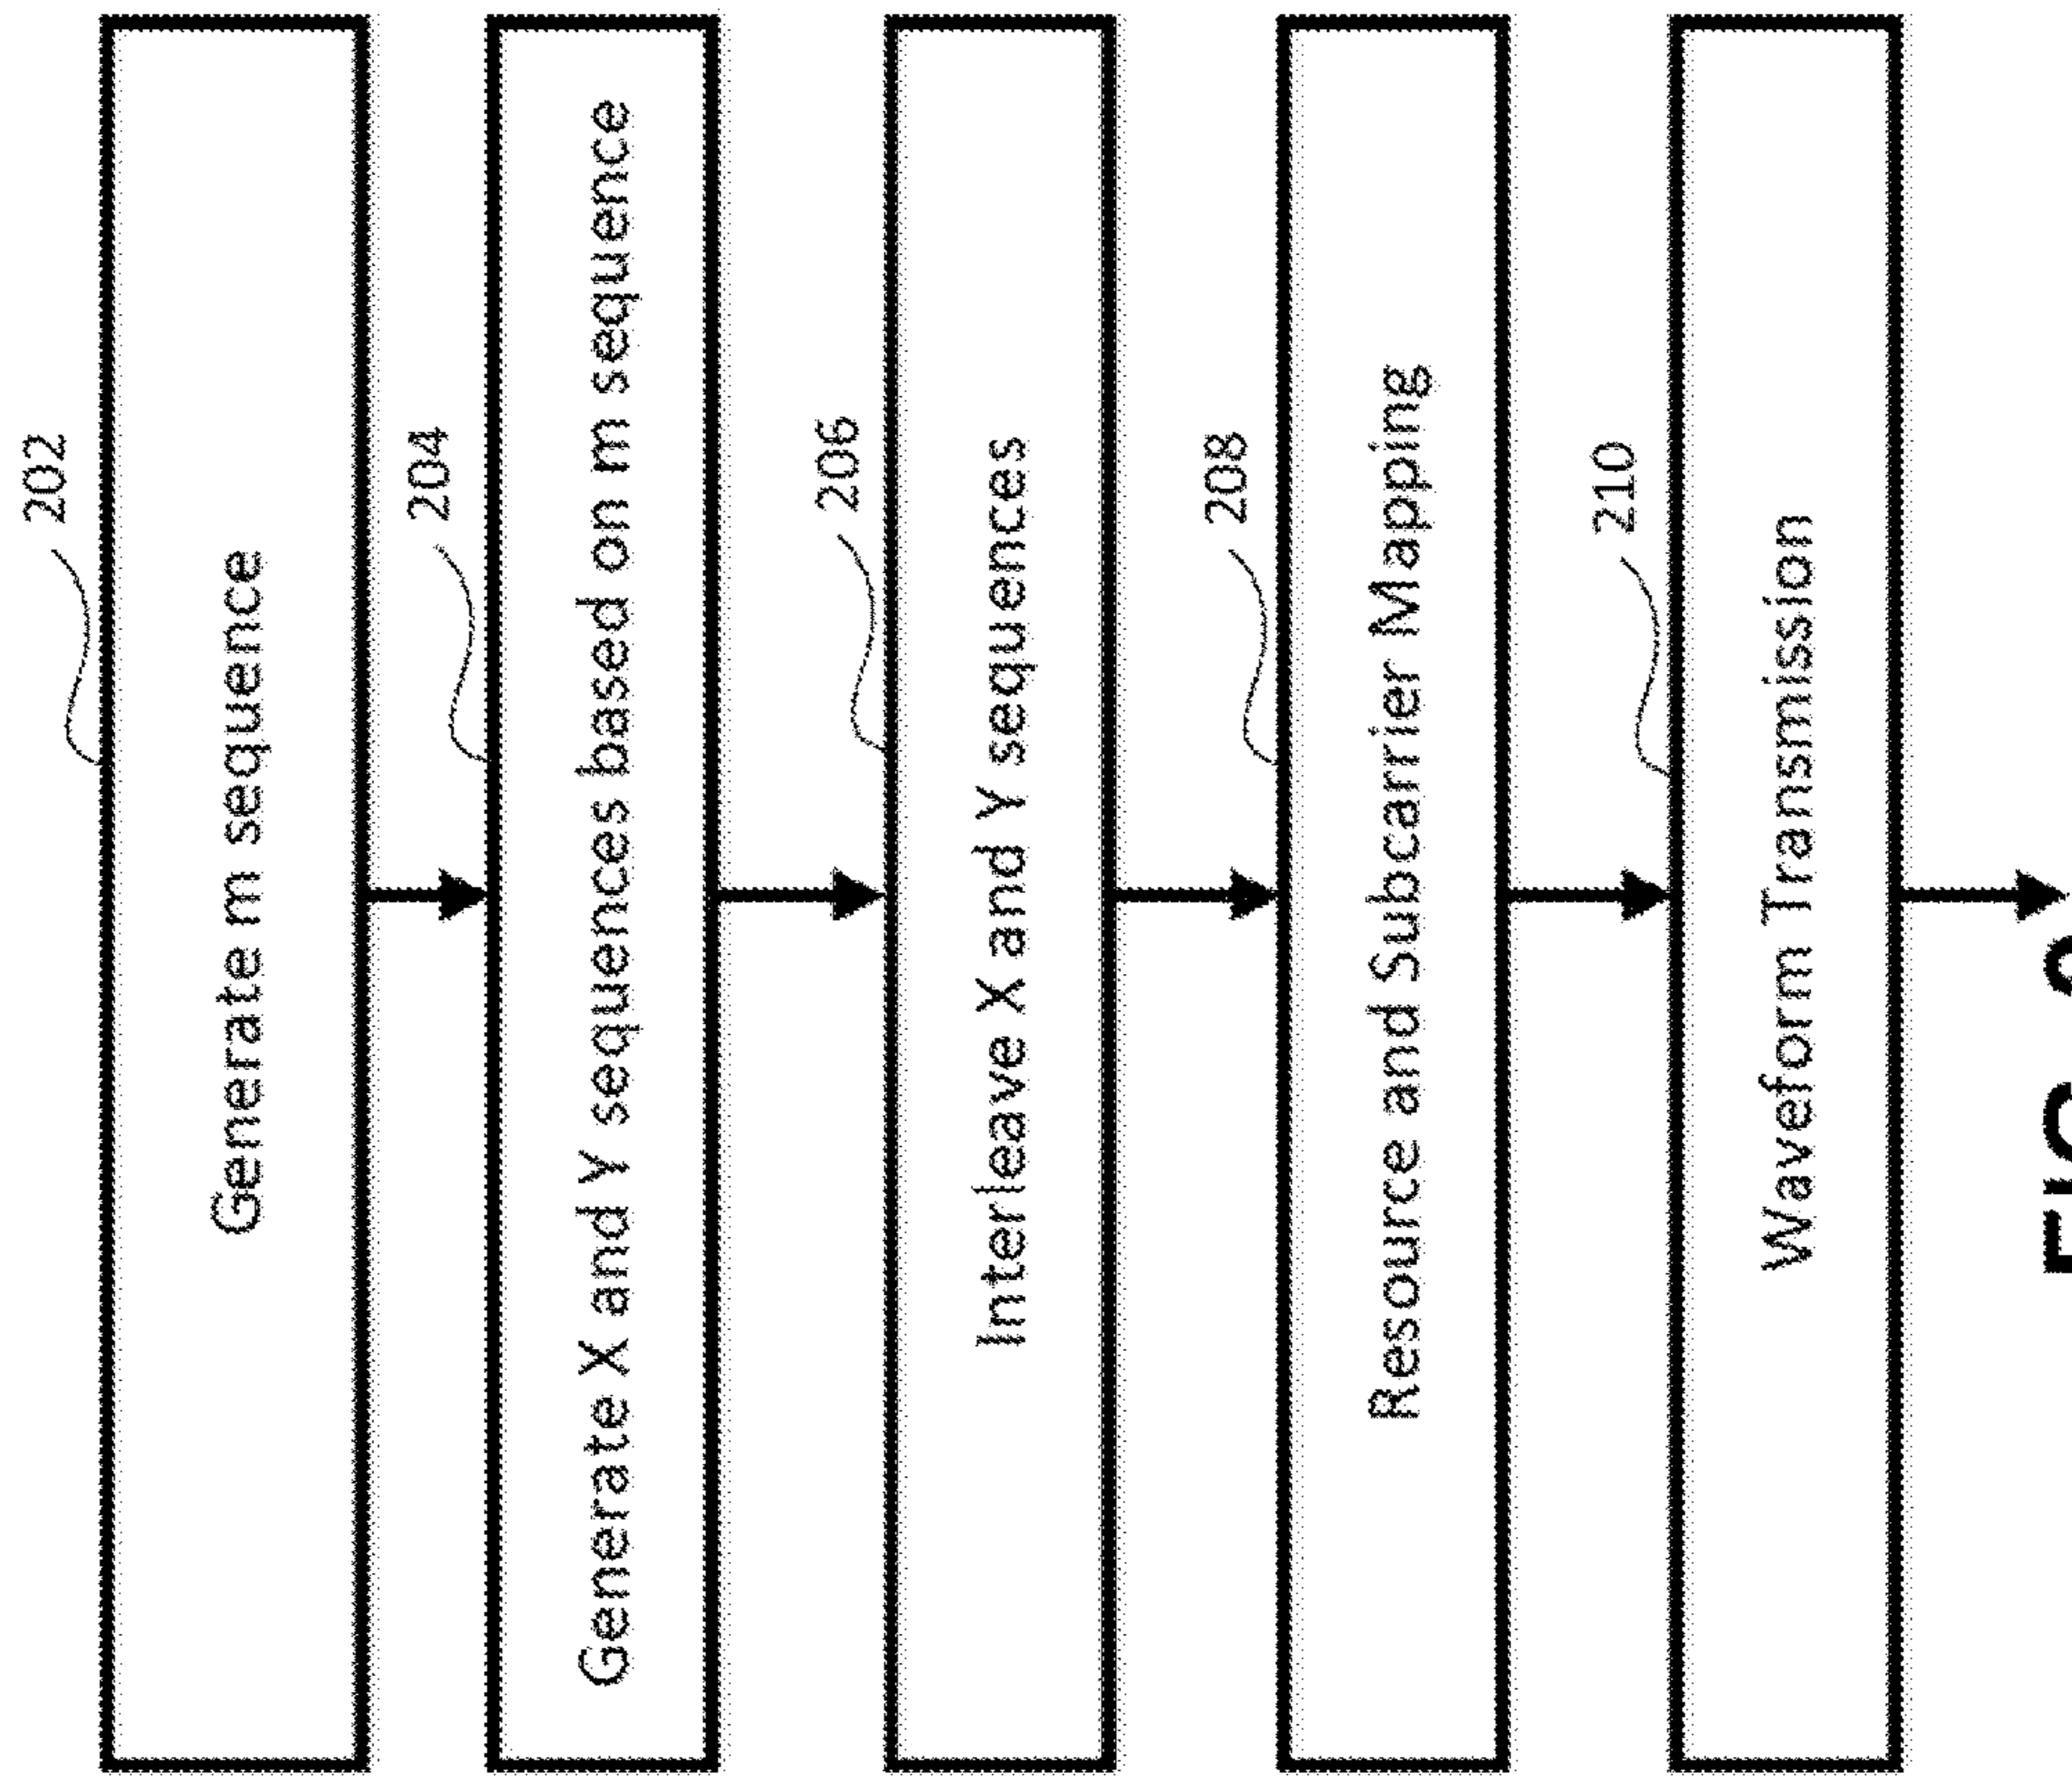 202
Generate m sequence
204
Generate X and Y sequences based on m sequence
206
Interleave X and Y sequences
208
Resource and Subcarrier Mapping
210
Waveform Transmission